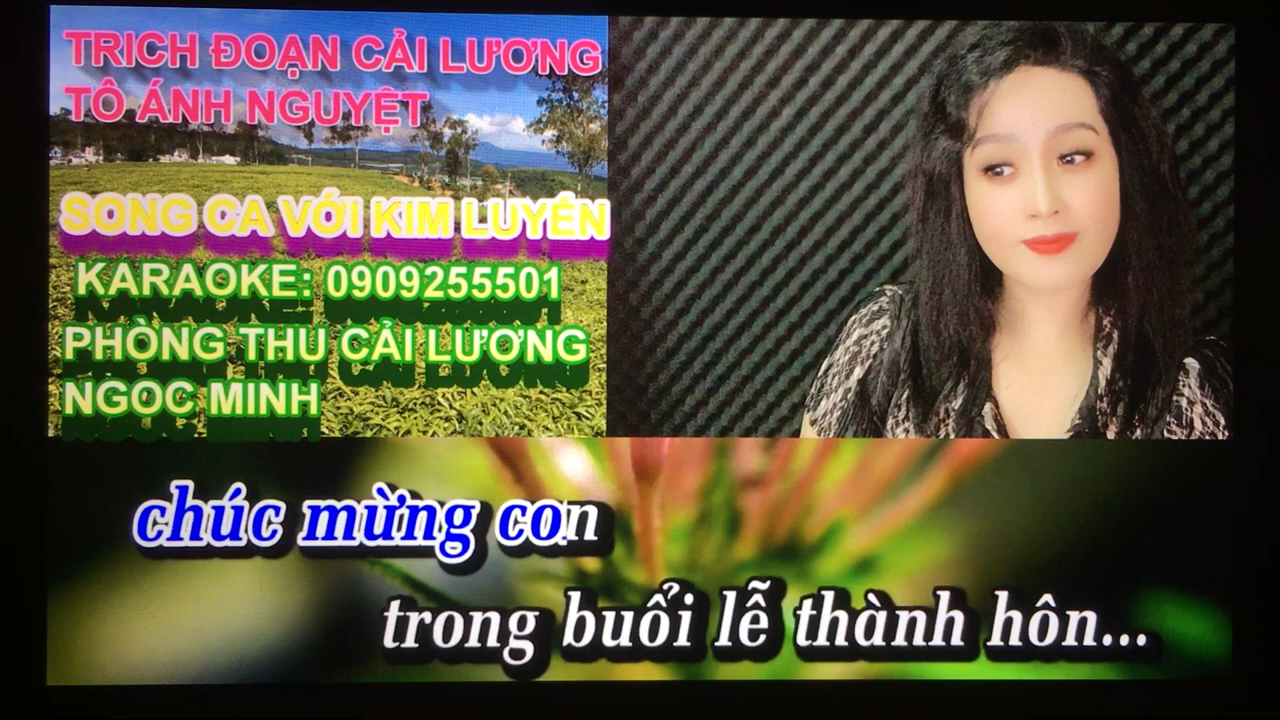 TRICH ĐOẠN CẢI LƯƠNG
TÔ ÁNH NGUYỆT
SONG CA VỚI KIM LUYẾN
KARAOKE: 0909255501
PHÒNG THU CẢI LƯƠNG
NGỌC MINH
chúc mừng con
trong buổi lễ thành hôn...